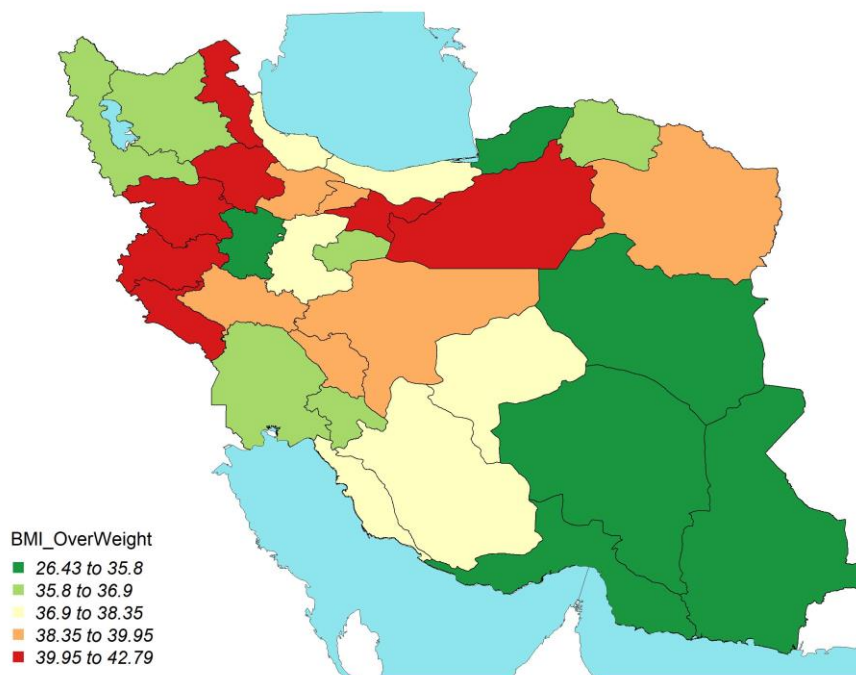 BMI_OverWeight
26.43 to 35.8
35.8 to 36.9
36.9 to 38.35
38.35 to 39.95
39.95 to 42.79